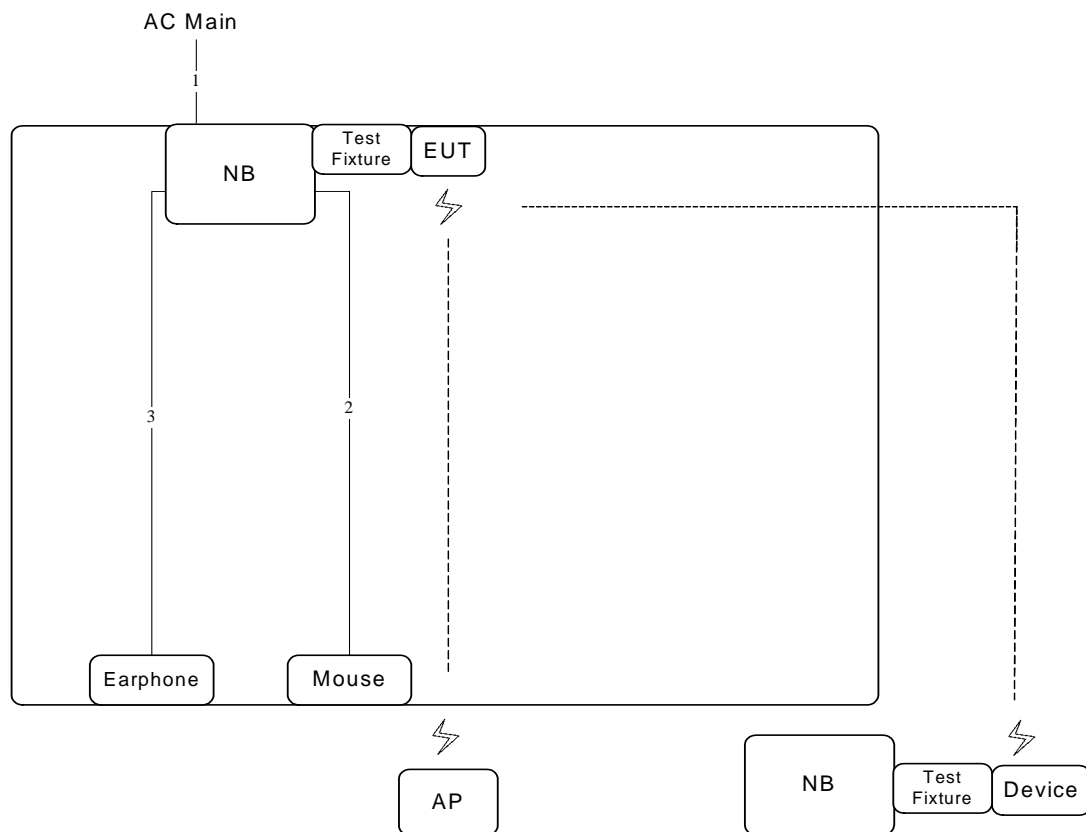 AC Main
1
NB
Test
Fixture
EUT
3
2
Earphone
Mouse
AP
NB
Test
Fixture
Device